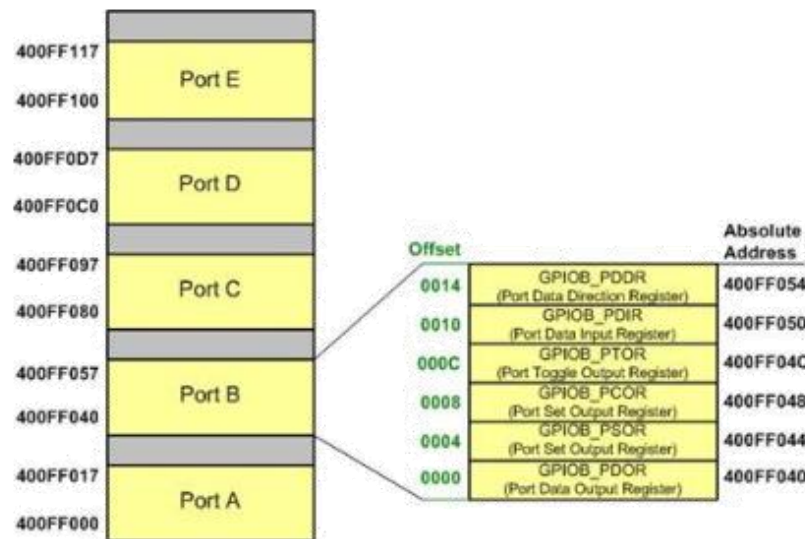 400FF117
Port E
400FF100
400FF0D7
Port D
400FF0C0
400FF097
Port C
400FF080
400FF057
Port B
400FF040
400FF017
Port A
400FF000
Offset
Absolute
Address
0014
GPIOB_PDDR
(Port Data Direction Register)
400FF054
0010
GPIOB_PDIR
(Port Data Input Register)
400FF050
000C
GPIOB_PTOR
(Port Toggle Output Register)
400FF04C
0008
GPIOB_PCOR
(Port Set Output Register)
400FF048
0004
GPIOB_PSOR
(Port Set Output Register)
400FF044
0000
GPIOB_PDOR
(Port Data Output Register)
400FF040